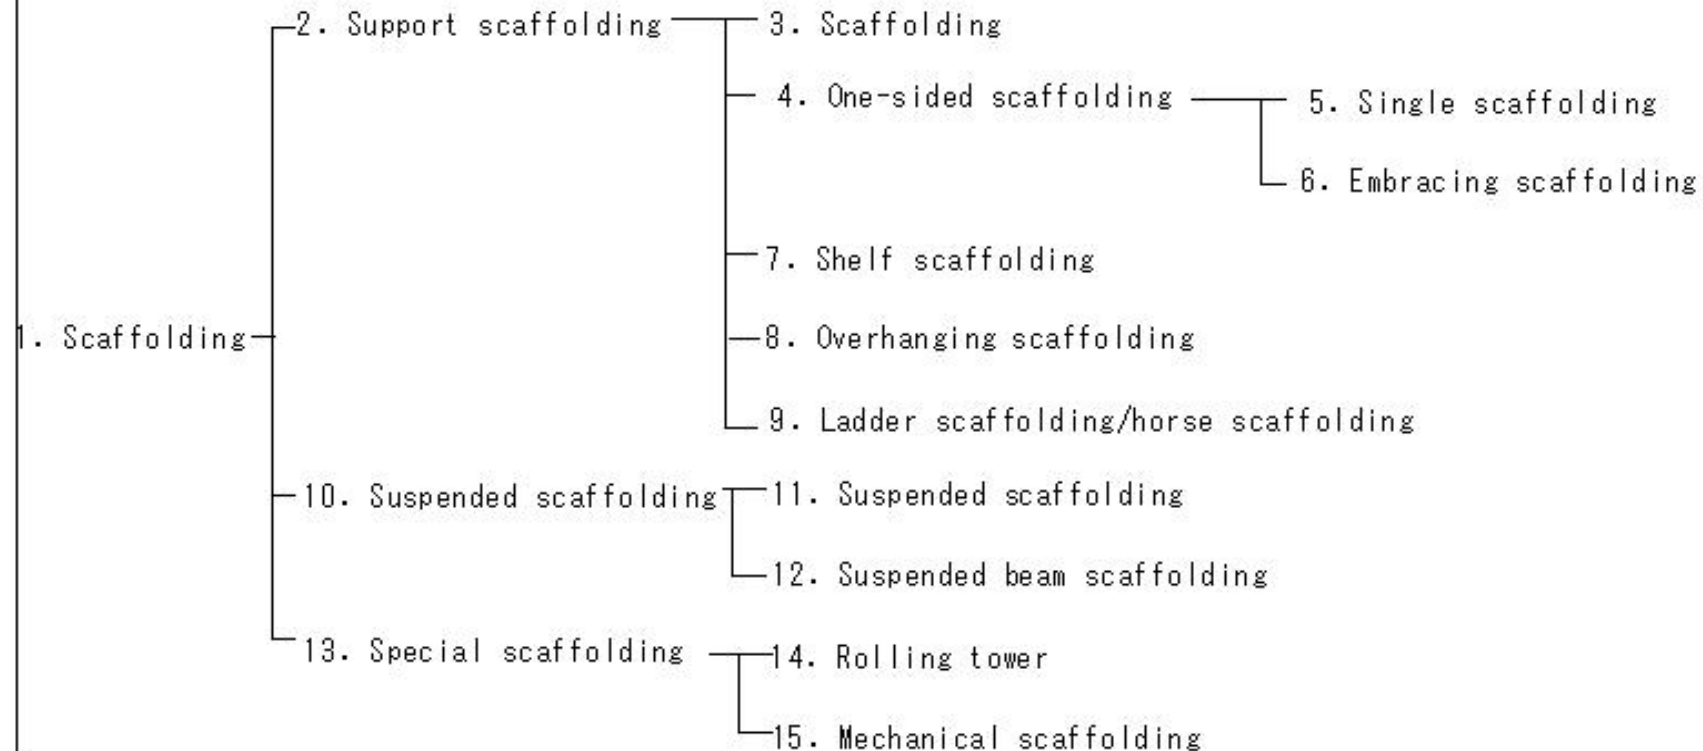 2. Support scaffolding
3. Scaffolding
4. One-sided scaffolding
5. Single scaffolding
6. Embracing scaffolding
7. Shelf scaffolding
1. Scaffolding
8. Overhanging scaffolding
9. Ladder scaffolding/horse scaffolding
10. Suspended scaffolding
11. Suspended scaffolding
12. Suspended beam scaffolding
13. Special scaffolding
14. Rolling tower
15. Mechanical scaffolding